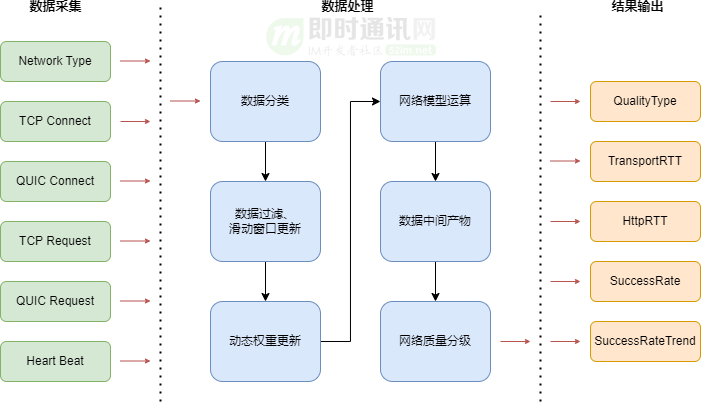 数据采集
数据处理
结果输出
即时通讯网
IM开发者社区 52im.net
Network Type
TCP Connect
QUIC Connect
TCP Request
QUIC Request
Heart Beat
数据分类
数据过滤、
滑动窗口更新
动态权重更新
网络模型运算
数据中间产物
网络质量分级
QualityType
TransportRTT
HttpRTT
SuccessRate
SuccessRateTrend